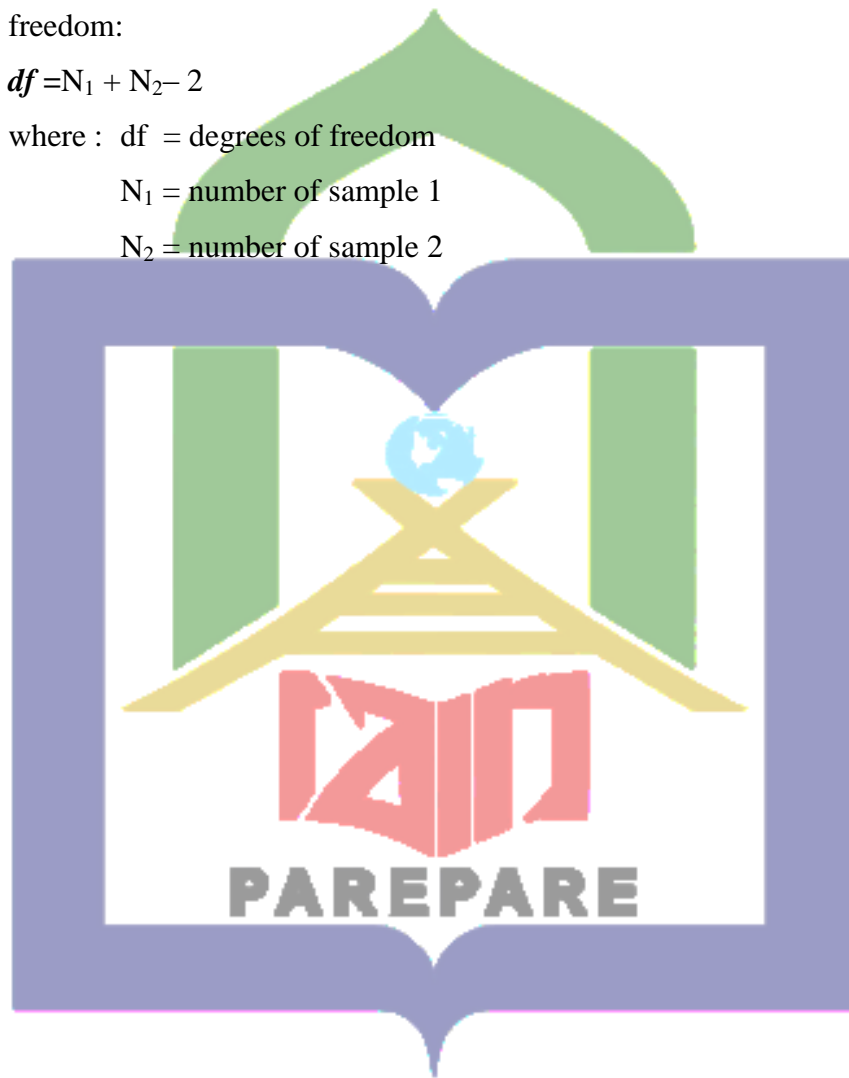 freedom:
df =N₁ + N₂– 2
where : df = degrees of freedom
N₁ = number of sample 1
N₂ = number of sample 2
iain
PAREPARE